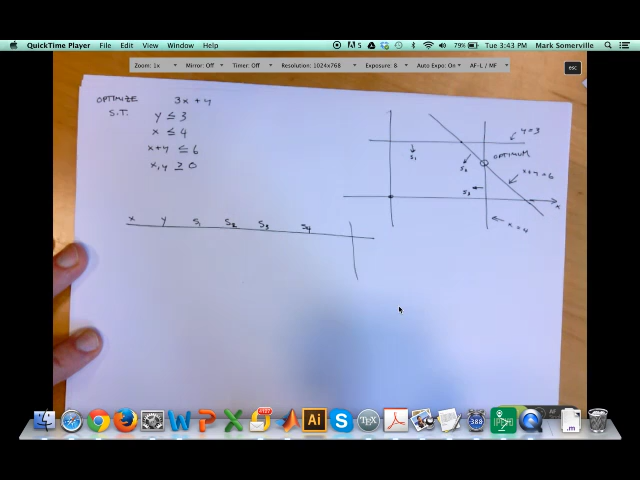 QuickTime Player File Edit View Window Help 5 79% Tue 3:43 PM Mark Somerville
Zoom: 1x Mirror: Off Timer: Off Resolution: 1024x768 Exposure: 8 Auto Expo: On AF-L / MF esc
OPTIMIZE 3x + y
S.T. y ≤ 3
x ≤ 4
x+y ≤ 6
x,y ≥ 0
y=3
S1
S2
OPTIMUM
S3
x+y=6
x
x=4
x y S1 S2 S3 S4